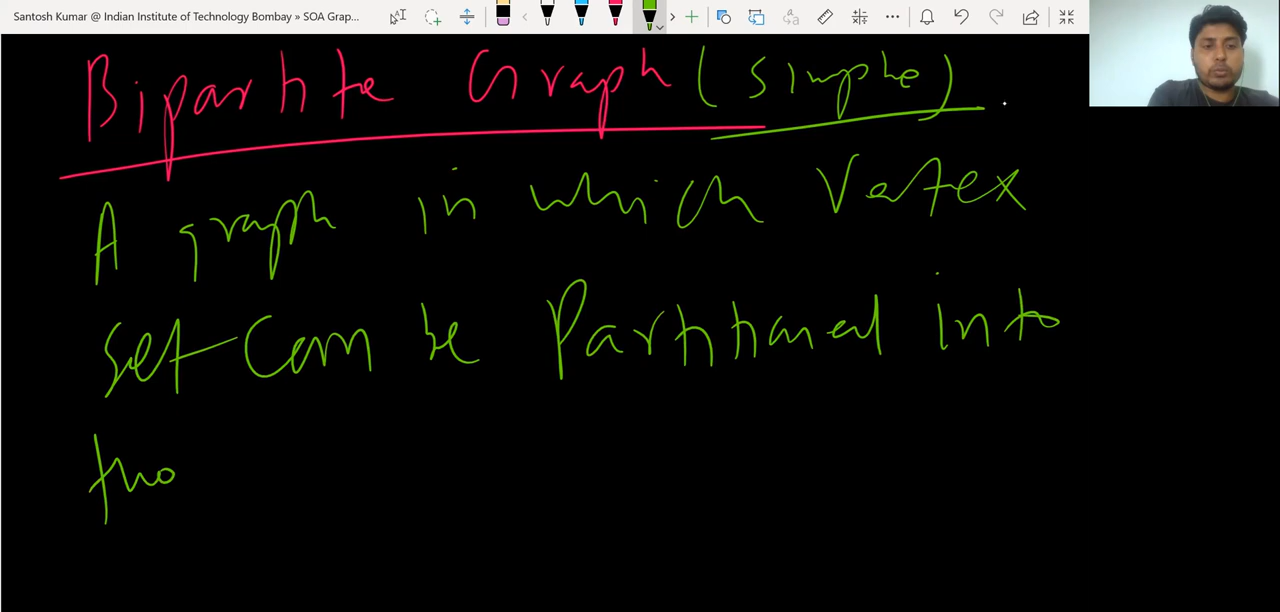 Santosh Kumar @ Indian Institute of Technology Bombay » SOA Grap...
Bipartite Graph (Simple)
A graph in which Vertex
set Can be Partitioned into
two